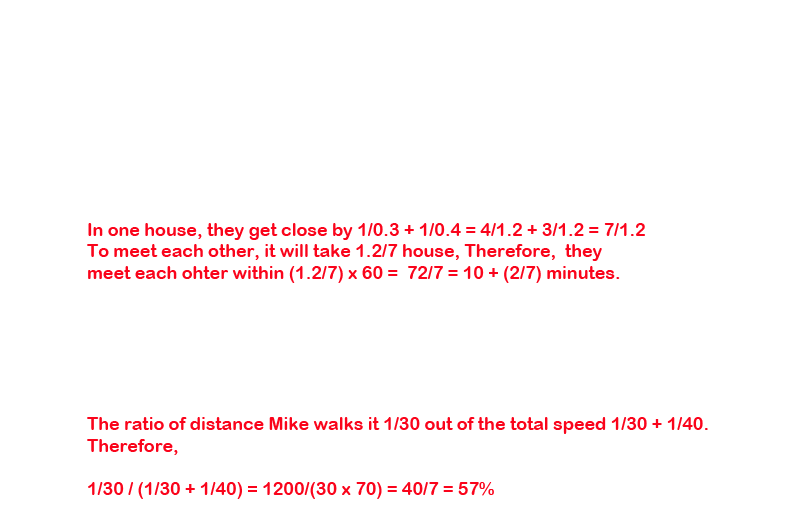 In one house, they get close by 1/0.3 + 1/0.4 = 4/1.2 + 3/1.2 = 7/1.2
To meet each other, it will take 1.2/7 house, Therefore,  they
meet each ohter within (1.2/7) x 60 =  72/7 = 10 + (2/7) minutes.
The ratio of distance Mike walks it 1/30 out of the total speed 1/30 + 1/40.
Therefore,
1/30 / (1/30 + 1/40) = 1200/(30 x 70) = 40/7 = 57%